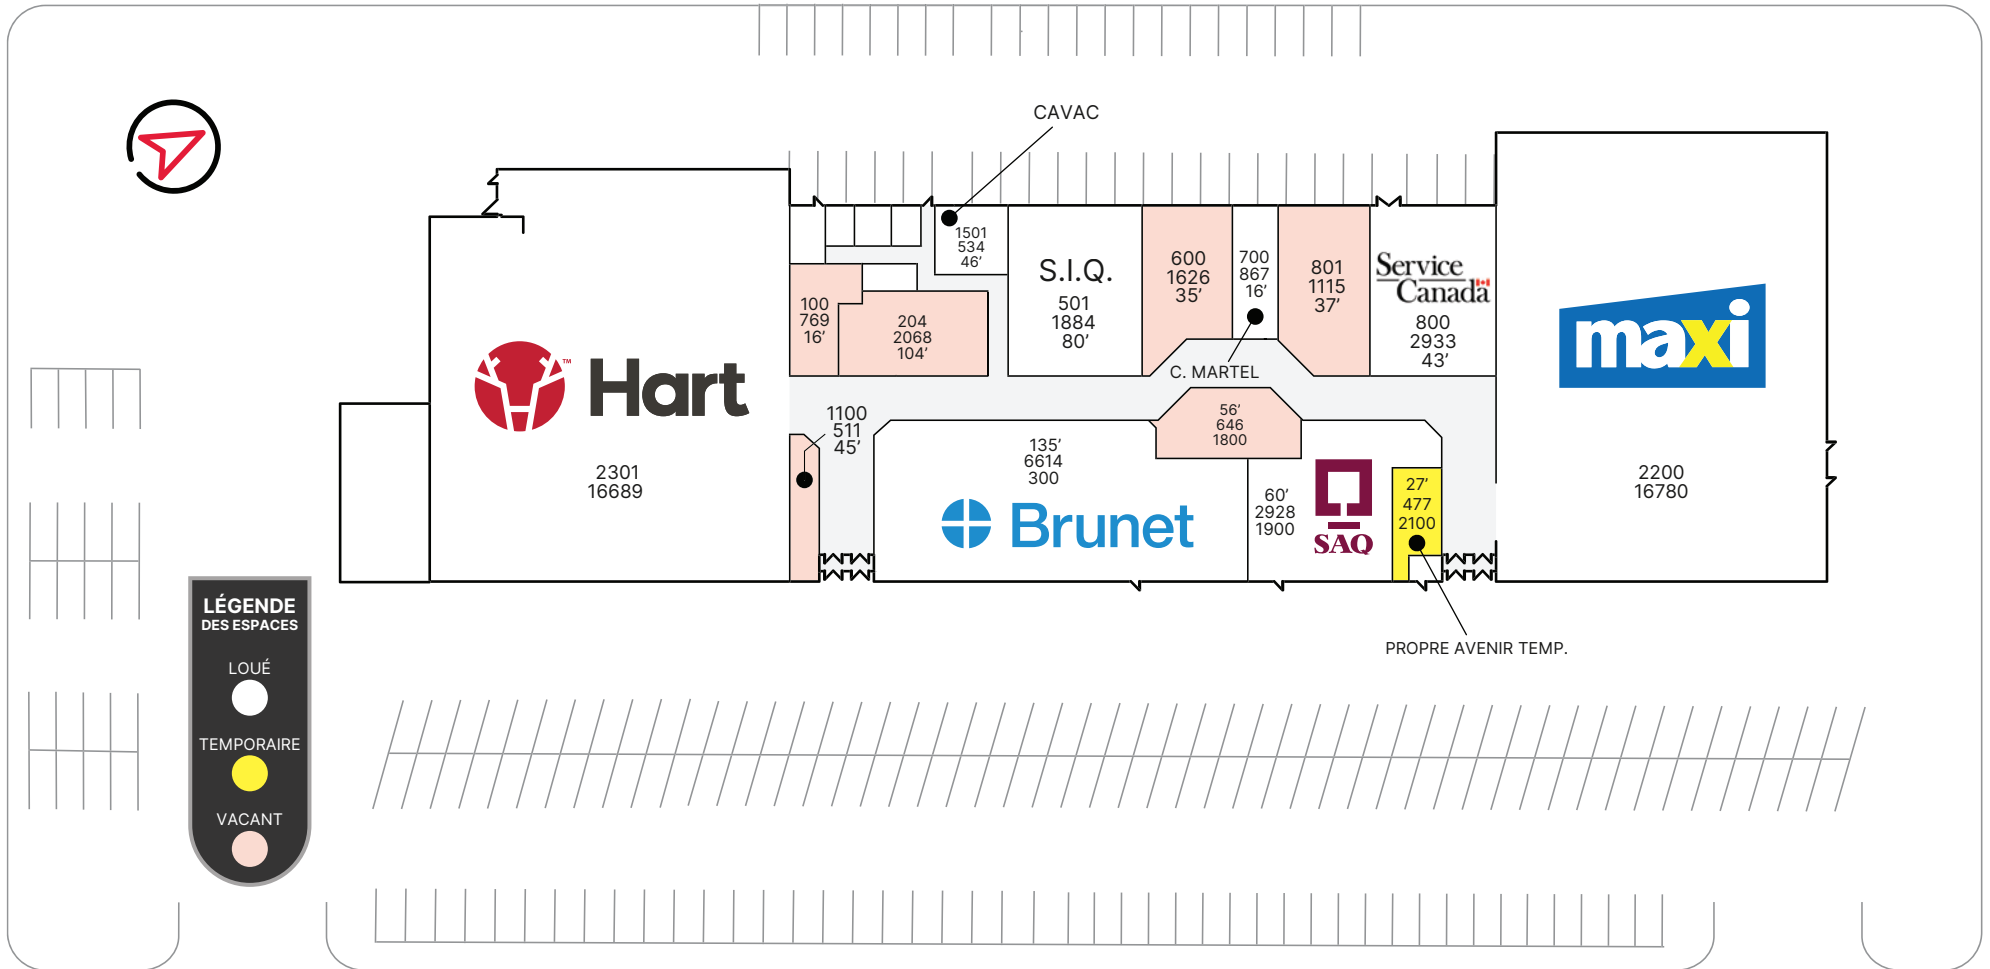 CAVAC
1501
534
46’
S.I.Q.
501
1884
80’
600
1626
35’
700
867
16’
C. MARTEL
801
1115
37’
Service
Canada
800
2933
43’
100
769
16’
204
2068
104’
Hart
TM
2301
16689
1100
511
45’
135’
6614
300
Brunet
56’
646
1800
60’
2928
1900
SAQ
27’
477
2100
PROPRE AVENIR TEMP.
maxi
2200
16780
LÉGENDE
DES ESPACES
LOUÉ
TEMPORAIRE
VACANT